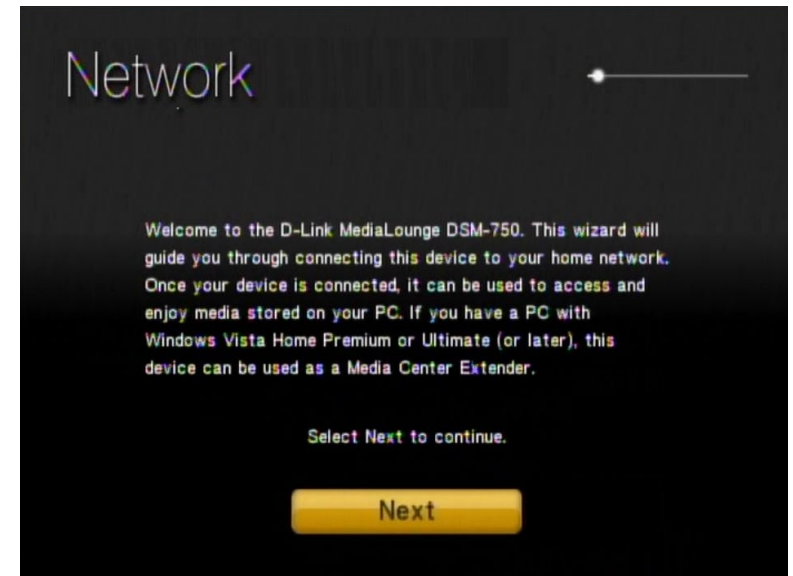 Network
Welcome to the D-Link MediaLounge DSM-750. This wizard will
guide you through connecting this device to your home network.
Once your device is connected, it can be used to access and
enjoy media stored on your PC. If you have a PC with
Windows Vista Home Premium or Ultimate (or later), this
device can be used as a Media Center Extender.
Select Next to continue.
Next